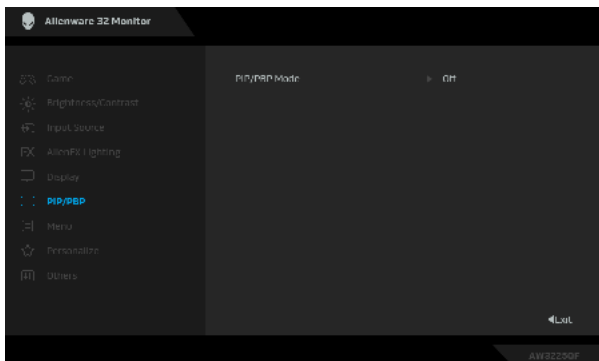 Alienware 32 Monitor
Game
Brightness/Contrast
Input Source
AlienFX Lighting
Display
PIP/PBP
Menu
Personalize
Others
PIP/PBP Mode
Off
Exit
AW3225QF